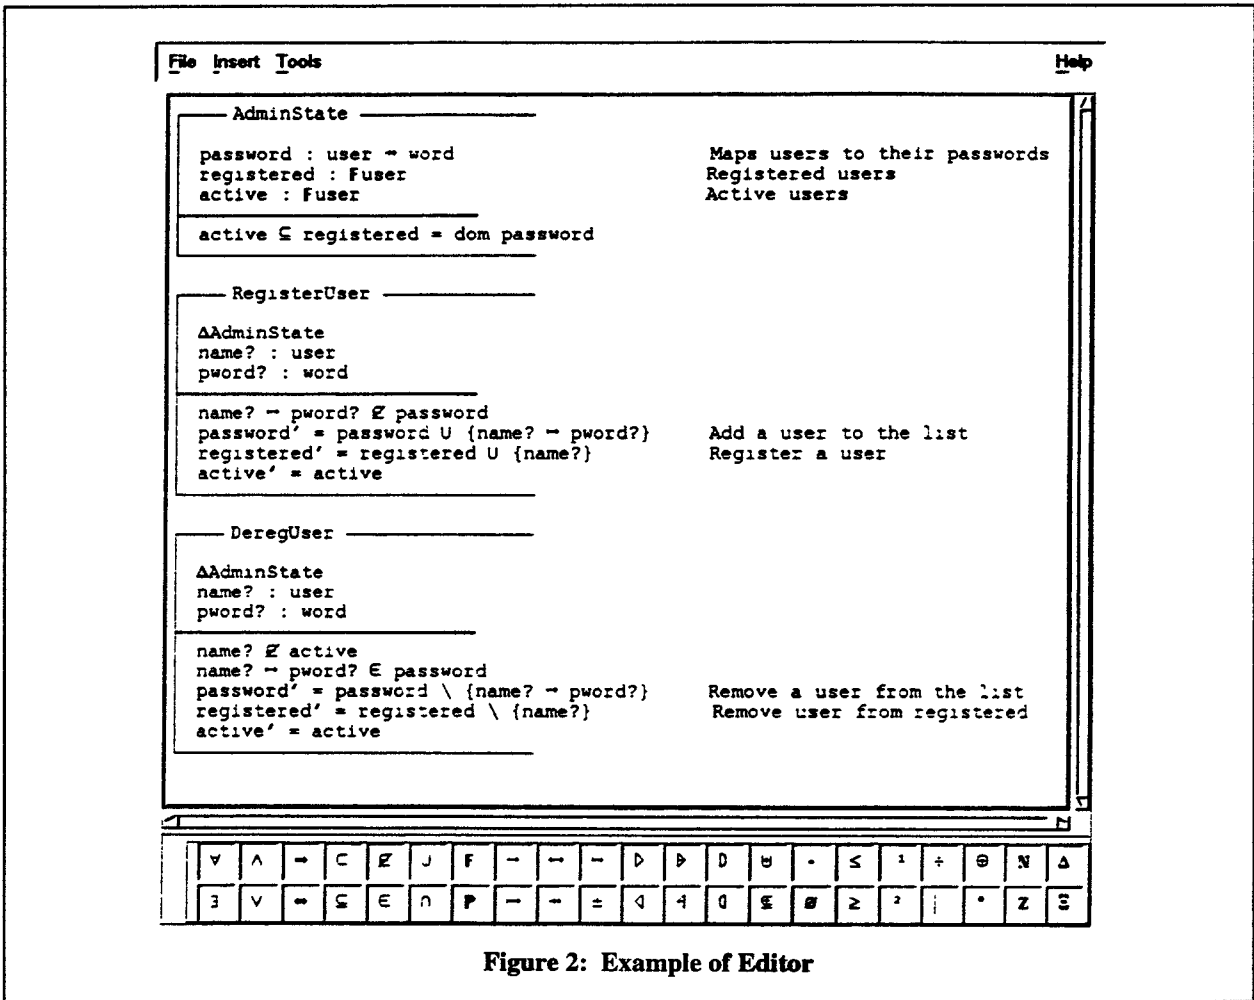 File Insert Tools Help
AdminState
password : user ⇸ word Maps users to their passwords
registered : Fuser Registered users
active : Fuser Active users
active ⊆ registered = dom password
RegisterUser
ΔAdminState
name? : user
pword? : word
name? ↦ pword? ∉ password
password′ = password ∪ {name? ↦ pword?} Add a user to the list
registered′ = registered ∪ {name?} Register a user
active′ = active
DeregUser
ΔAdminState
name? : user
pword? : word
name? ∉ active
name? ↦ pword? ∈ password
password′ = password \ {name? ↦ pword?} Remove a user from the list
registered′ = registered \ {name?} Remove user from registered
active′ = active
∀ ∧ ⇒ ⊂ ∉ ∪ F → ↔ ▷ ⊎ · ≤ 1 ÷ ⊕ N Δ
∃ ∨ ⇔ ⊆ ∈ ∩ P ◁ ∅ ≥ 2 Z Ξ
Figure 2: Example of Editor